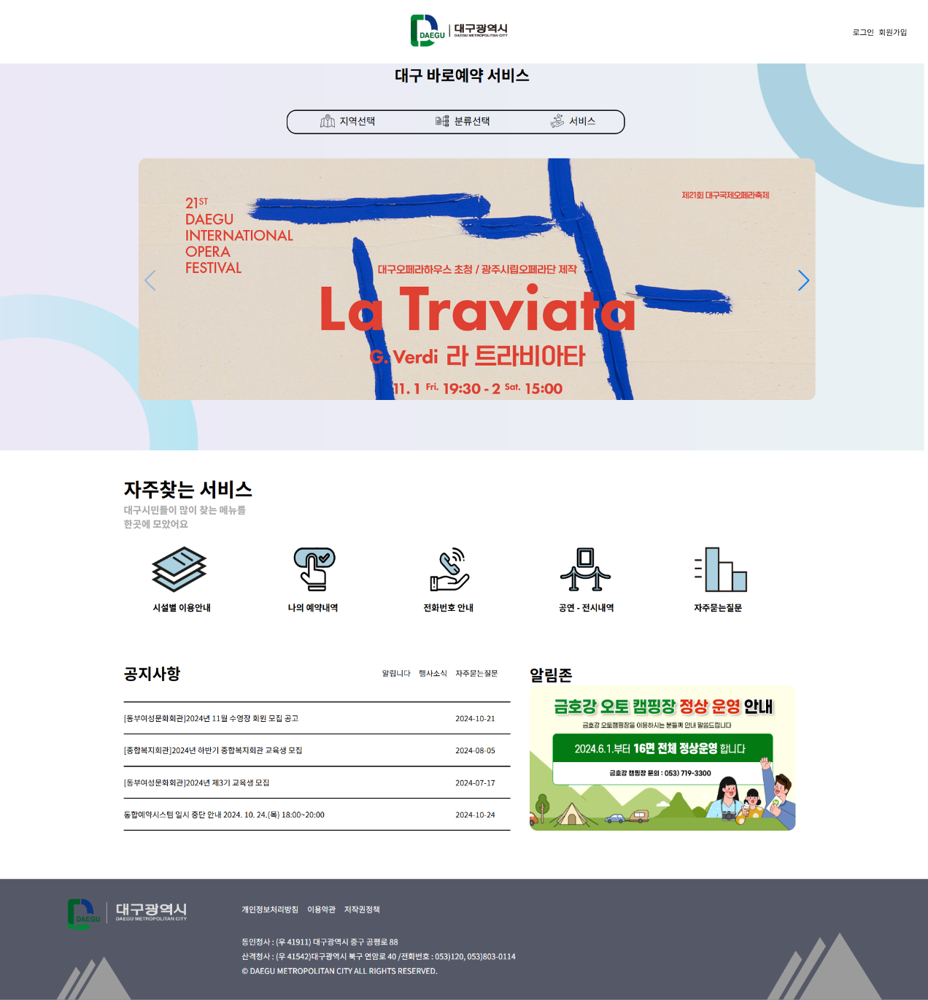 DAEGU
대구광역시
DAEGU METROPOLITAN CITY
로그인 회원가입
대구 바로예약 서비스
지역선택 분류선택 서비스
21ST
DAEGU
INTERNATIONAL
OPERA
FESTIVAL
제21회 대구국제오페라축제
대구오페라하우스 초청 / 광주시립오페라단 제작
La Traviata
G. Verdi 라 트라비아타
11. 1 Fri. 19:30 - 2 Sat. 15:00
자주찾는 서비스
대구시민들이 많이 찾는 메뉴를
한곳에 모았어요
시설별 이용안내
나의 예약내역
전화번호 안내
공연 - 전시내역
자주묻는질문
공지사항
알립니다 행사소식 자주묻는질문
[동부여성문화회관]2024년 11월 수영장 회원 모집 공고 2024-10-21
[종합복지회관]2024년 하반기 종합복지회관 교육생 모집 2024-08-05
[동부여성문화회관]2024년 제3기 교육생 모집 2024-07-17
통합예약시스템 일시 중단 안내 2024. 10. 24.(목) 18:00~20:00 2024-10-24
알림존
금호강 오토 캠핑장 정상 운영 안내
금호강 오토캠핑장을 이용하시는 분들께 안내 말씀드립니다
2024.6.1.부터 16면 전체 정상운영 합니다
금호강 캠핑장 문의 : 053) 719-3300
DAEGU
대구광역시
DAEGU METROPOLITAN CITY
개인정보처리방침 이용약관 저작권정책
동인청사 : (우 41911) 대구광역시 중구 공평로 88
산격청사 : (우 41542)대구광역시 북구 연암로 40 /전화번호 : 053)120, 053)803-0114
© DAEGU METROPOLITAN CITY ALL RIGHTS RESERVED.